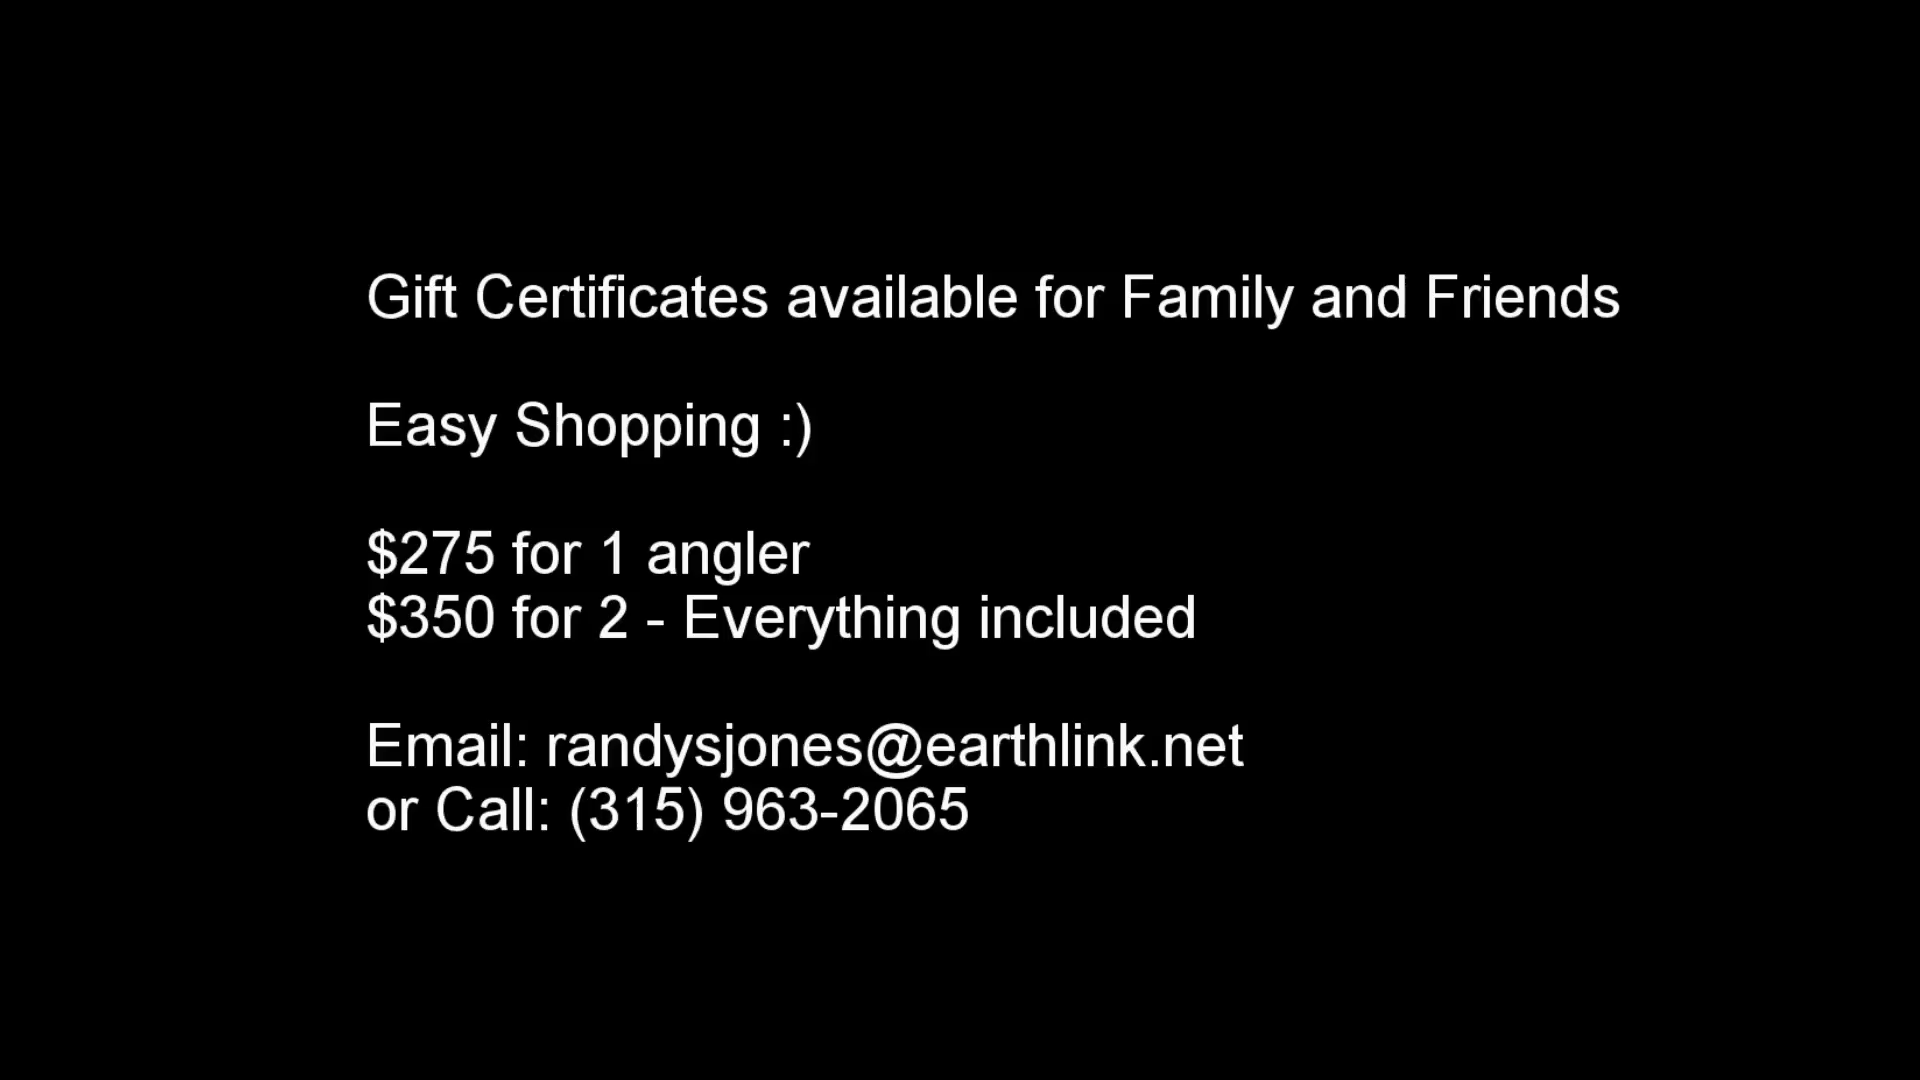 Gift Certificates available for Family and Friends
Easy Shopping :)
$275 for 1 angler
$350 for 2 - Everything included
Email: randysjones@earthlink.net
or Call: (315) 963-2065